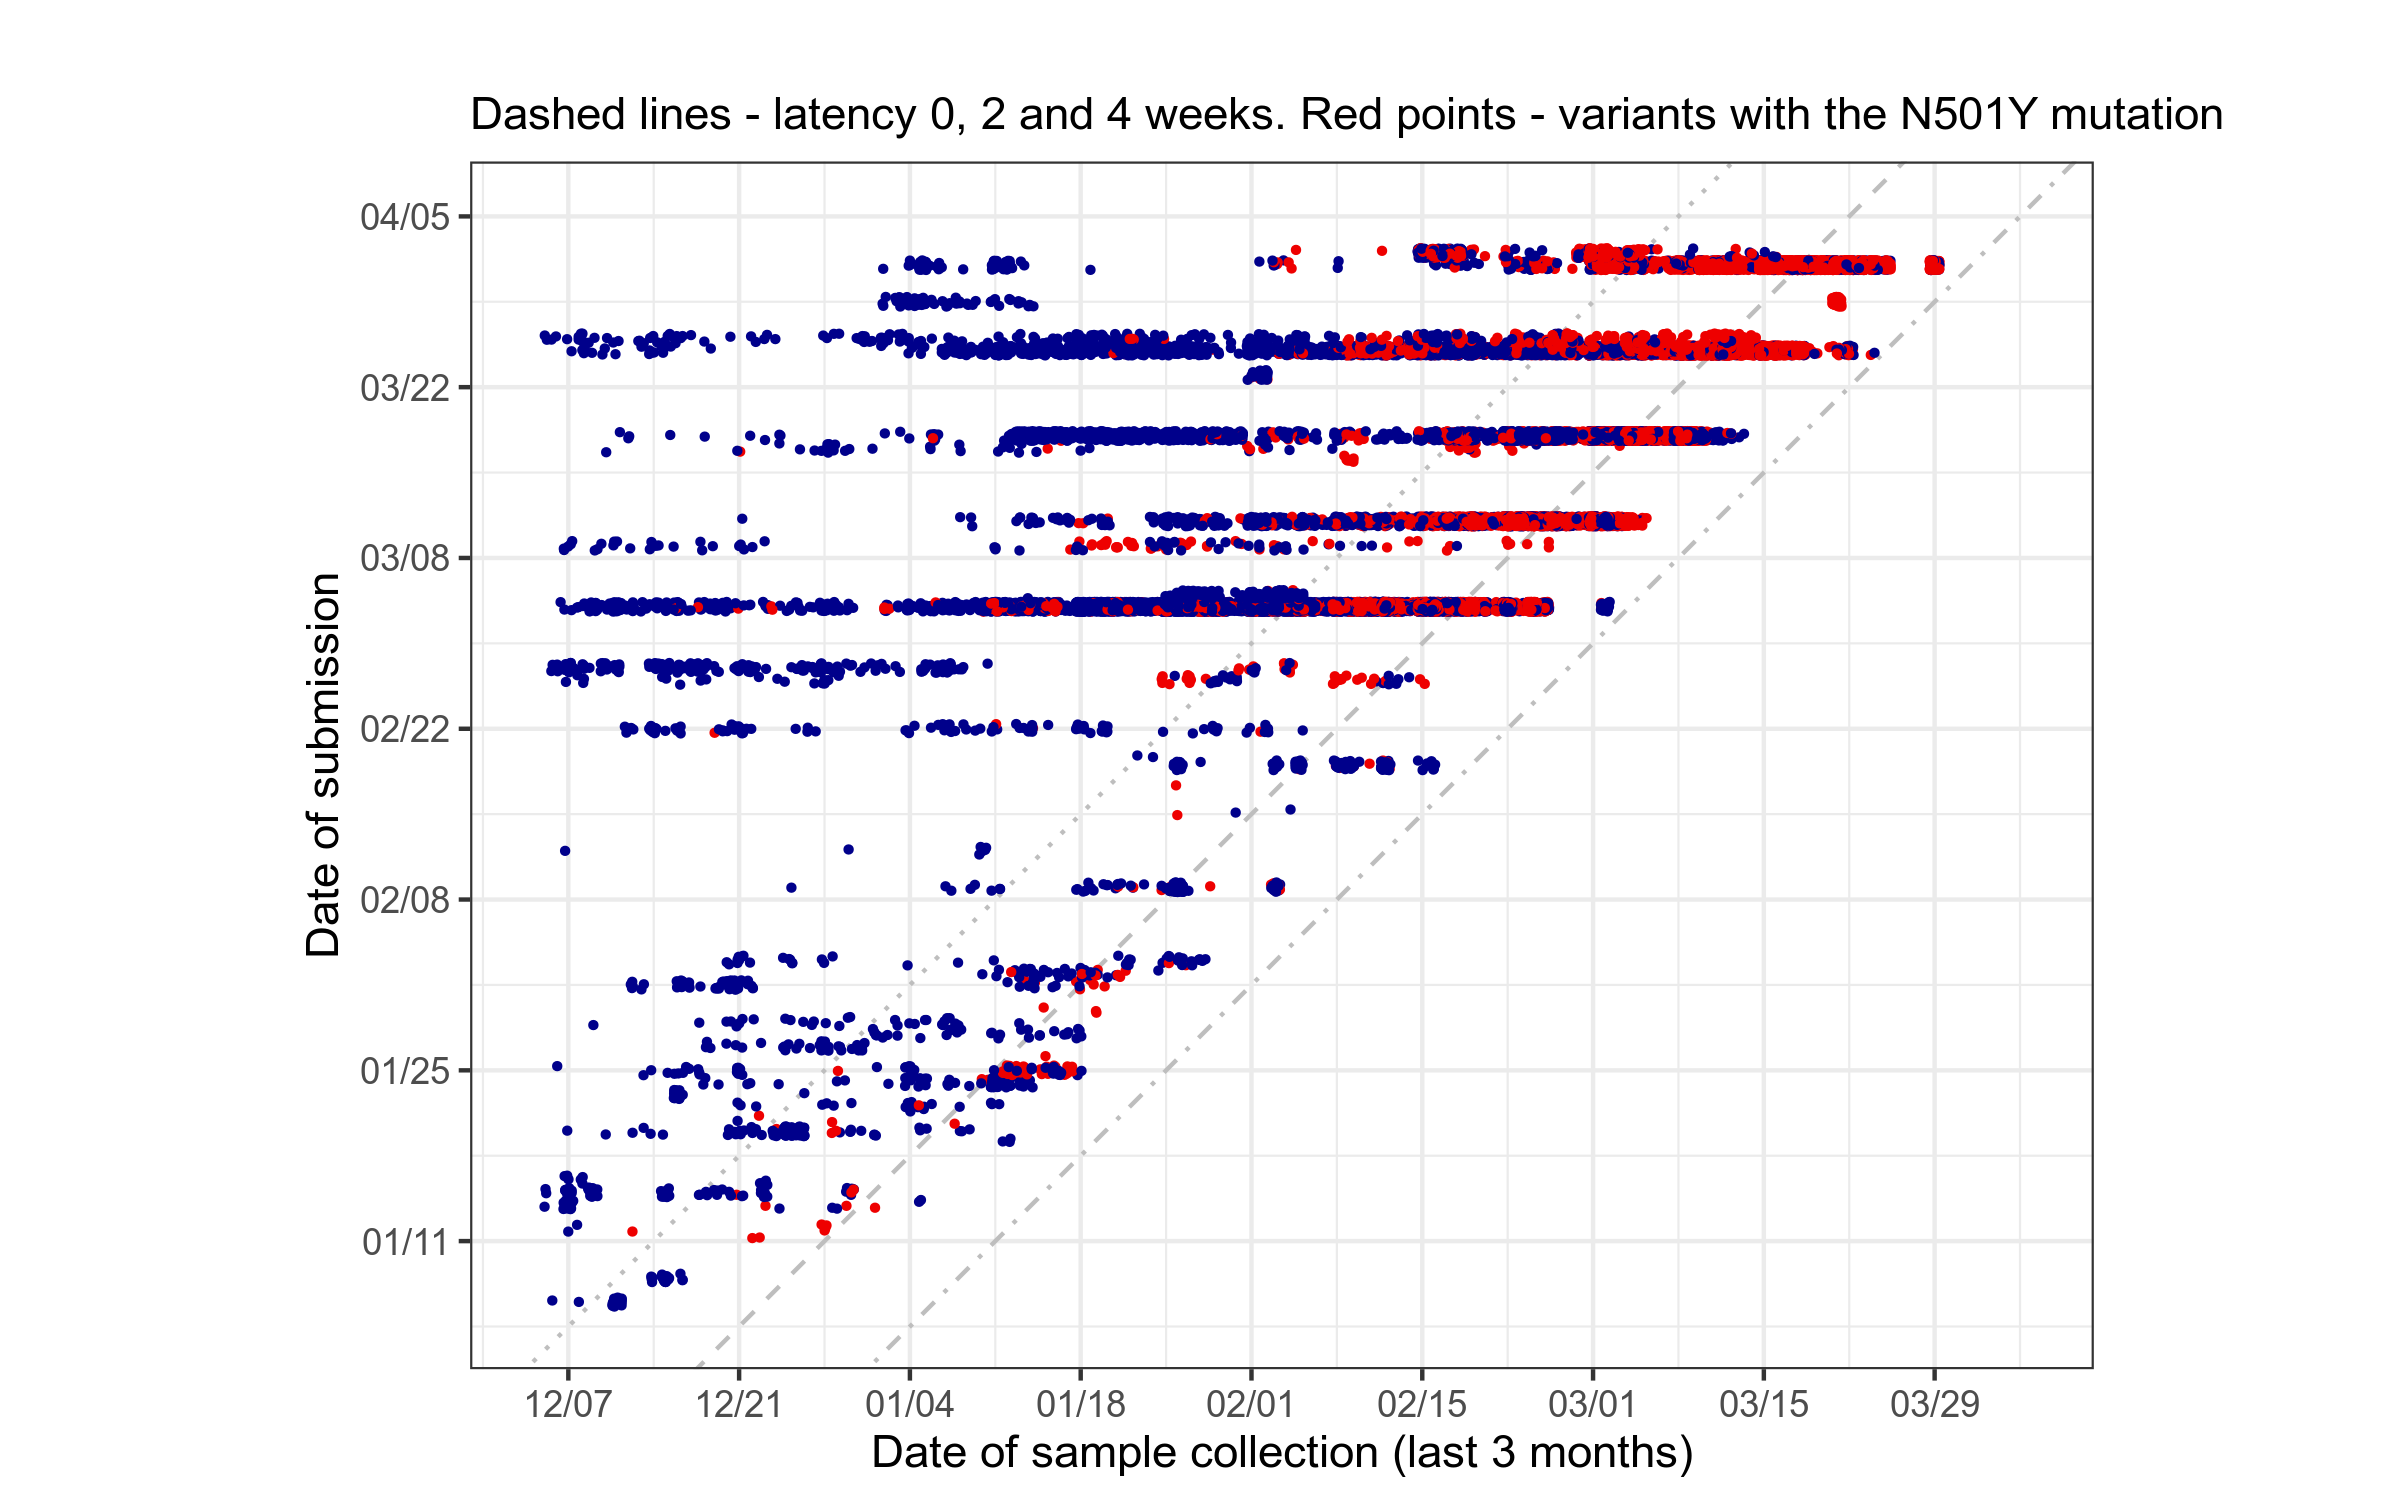 Dashed lines - latency 0, 2 and 4 weeks. Red points - variants with the N501Y mutation
Date of submission
04/05
03/22
03/08
02/22
02/08
01/25
01/11
12/07 12/21 01/04 01/18 02/01 02/15 03/01 03/15 03/29
Date of sample collection (last 3 months)